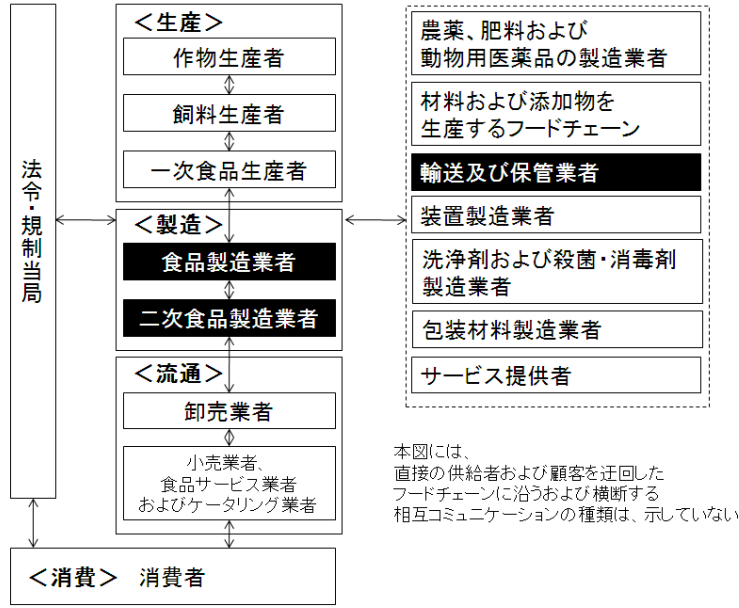 法令・規制当局
＜生産＞
作物生産者
飼料生産者
一次食品生産者
＜製造＞
食品製造業者
二次食品製造業者
＜流通＞
卸売業者
小売業者、
食品サービス業者
およびケータリング業者
＜消費＞ 消費者
農薬、肥料および
動物用医薬品の製造業者
材料および添加物を
生産するフードチェーン
輸送及び保管業者
装置製造業者
洗浄剤および殺菌・消毒剤
製造業者
包装材料製造業者
サービス提供者
本図には、
直接の供給者および顧客を迂回した
フードチェーンに沿うおよび横断する
相互コミュニケーションの種類は、示していない